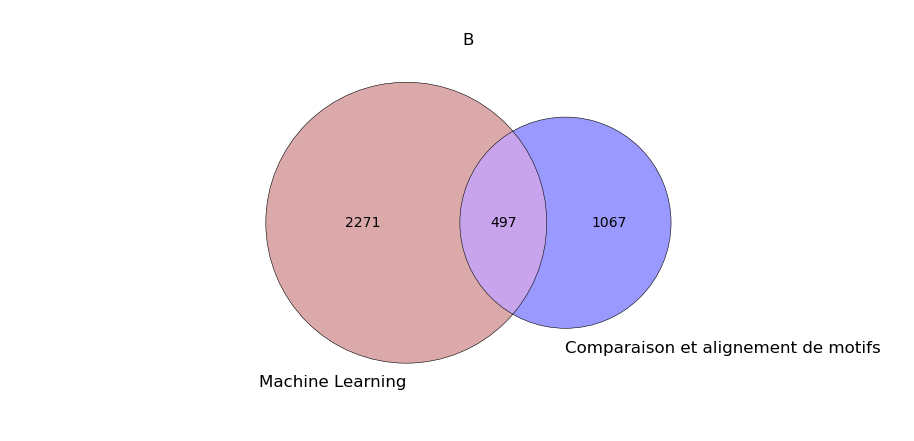 B
2271
497
1067
Comparaison et alignement de motifs
Machine Learning